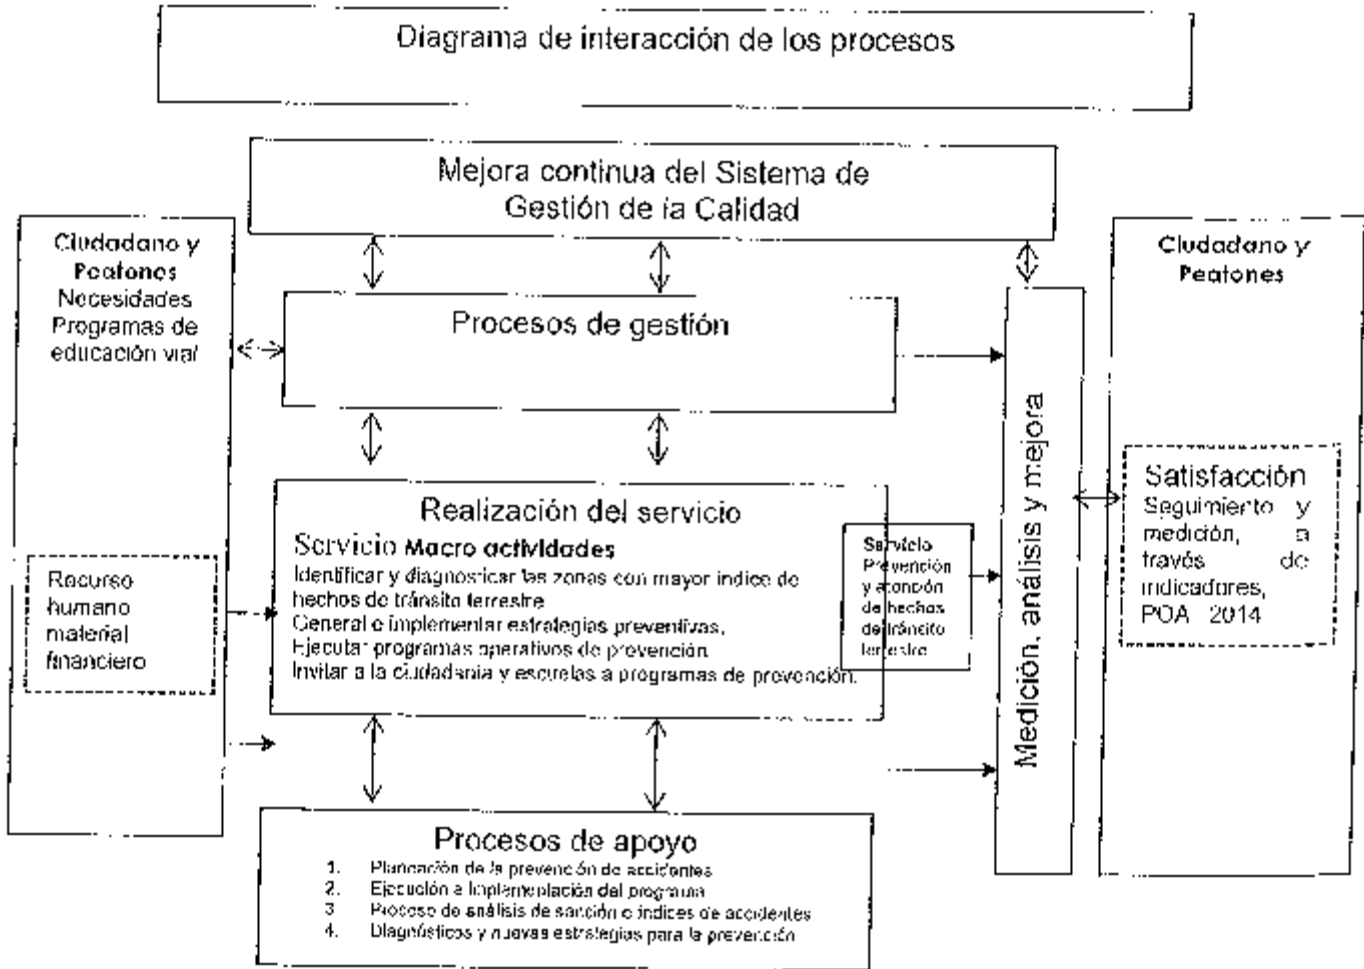 Diagrama de interacción de los procesos
Mejora continua del Sistema de
Gestión de la Calidad
Ciudadano y
Peatones
Necesidades
Programas de
educación vial
Recurso
humano
material
financiero
Procesos de gestión
Realización del servicio
Servicio Macro actividades
Identificar y diagnosticar las zonas con mayor indice de
hechos de tránsito terrestre
General e implementar estrategias preventivas.
Ejecutar programas operativos de prevención
Invitar a la ciudadania y escuelas a programas de prevención.
Servicio
Prevención
y atención
de hechos
de tránsito
terrestre
Procesos de apoyo
1. Planeación de la prevención de accidentes
2. Ejecución e Implementación del programa
3 Proceso de análisis de sanción e índices de accidentes
4. Diagnósticos y nuevas estrategias para la prevención
Medición, análisis y mejora
Ciudadano y
Peatones
Satisfacción
Seguimiento y
medición, a
través de
indicadores,
POA 2014